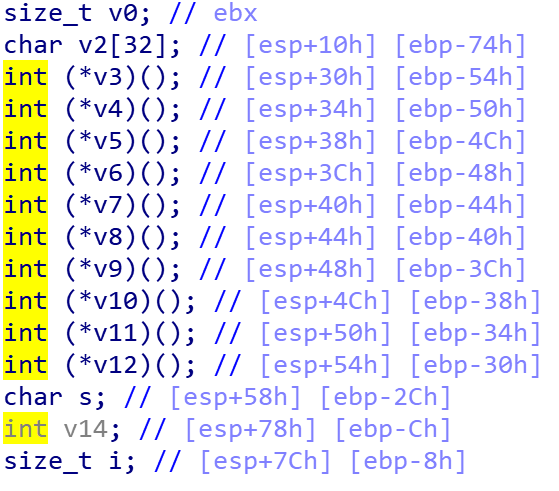 size_t v0; // ebx
char v2[32]; // [esp+10h] [ebp-74h]
int (*v3)(); // [esp+30h] [ebp-54h]
int (*v4)(); // [esp+34h] [ebp-50h]
int (*v5)(); // [esp+38h] [ebp-4Ch]
int (*v6)(); // [esp+3Ch] [ebp-48h]
int (*v7)(); // [esp+40h] [ebp-44h]
int (*v8)(); // [esp+44h] [ebp-40h]
int (*v9)(); // [esp+48h] [ebp-3Ch]
int (*v10)(); // [esp+4Ch] [ebp-38h]
int (*v11)(); // [esp+50h] [ebp-34h]
int (*v12)(); // [esp+54h] [ebp-30h]
char s; // [esp+58h] [ebp-2Ch]
int v14; // [esp+78h] [ebp-Ch]
size_t i; // [esp+7Ch] [ebp-8h]